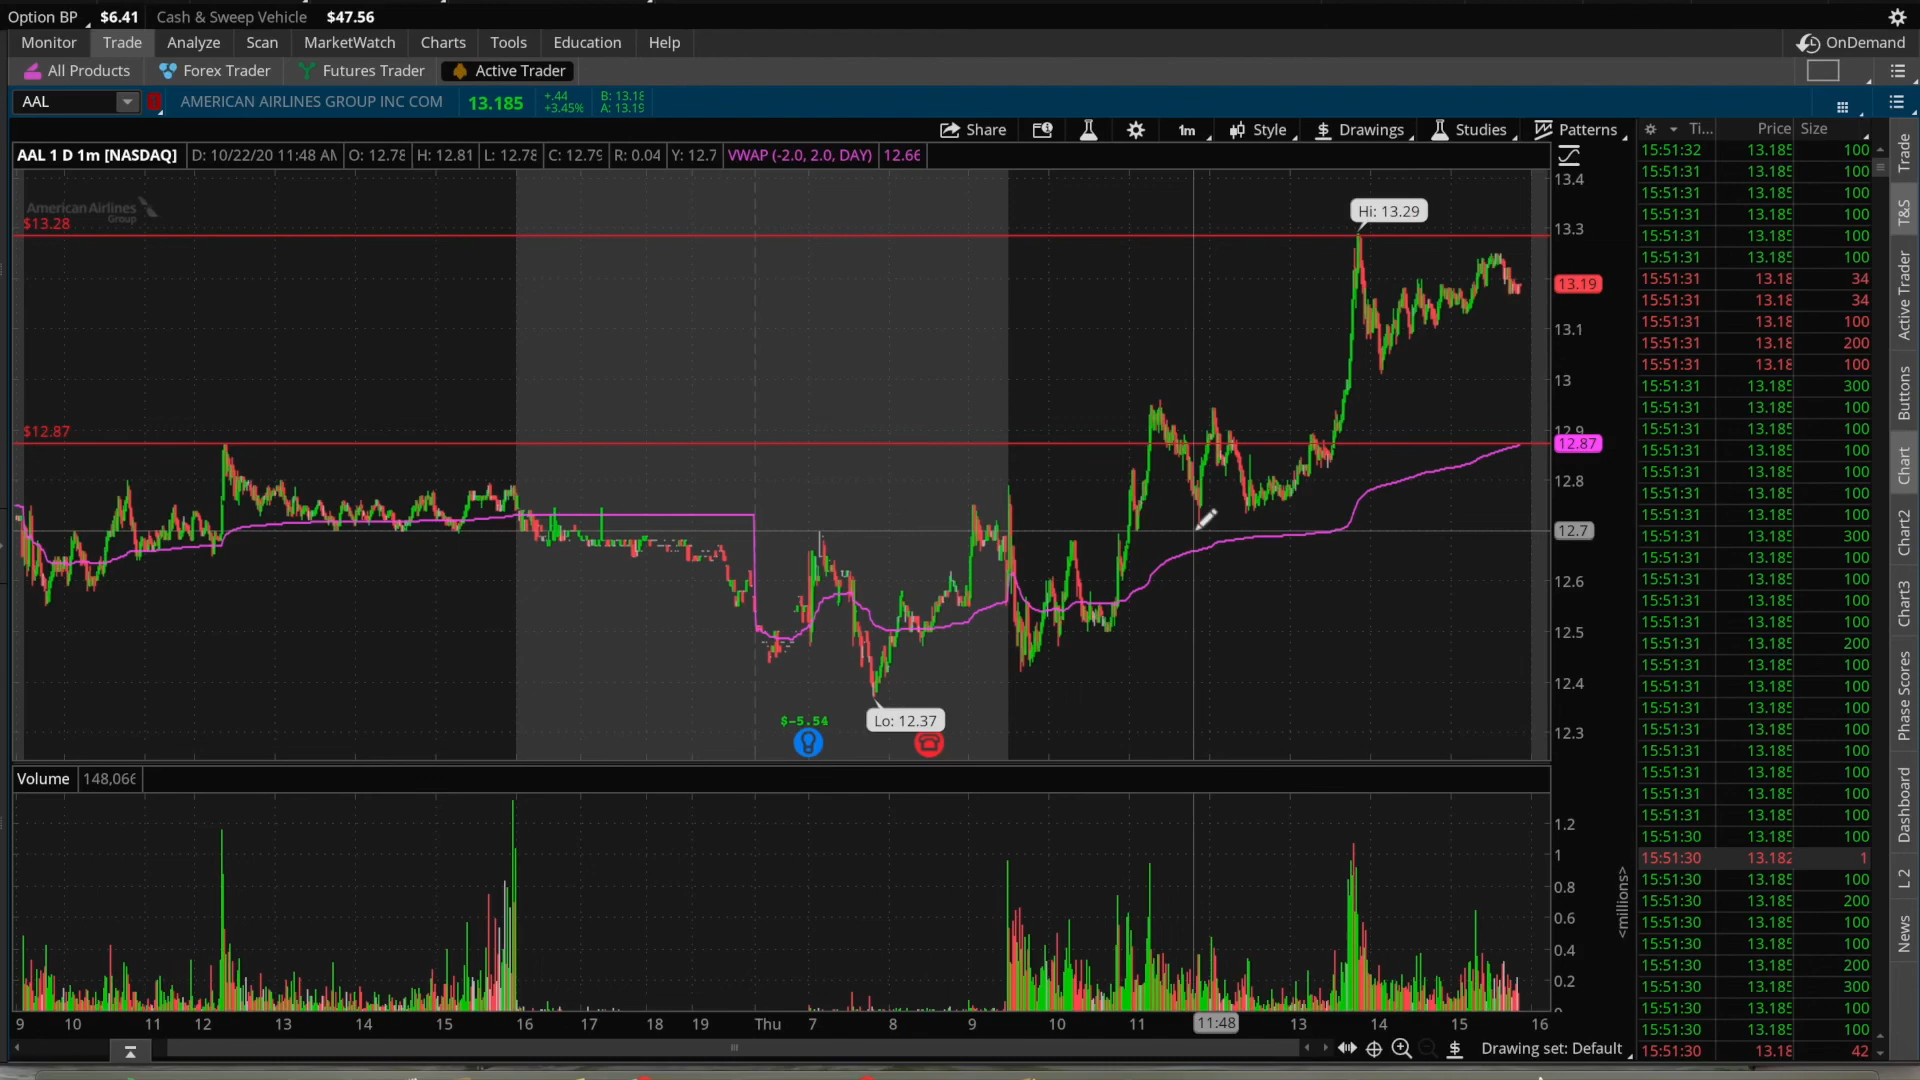 Option BP $6.41 Cash & Sweep Vehicle $47.56
Monitor Trade Analyze Scan MarketWatch Charts Tools Education Help OnDemand
All Products Forex Trader Futures Trader Active Trader
AAL AMERICAN AIRLINES GROUP INC COM 13.185 +.44 +3.45% B: 13.18 A: 13.19
Share 1m Style Drawings Studies Patterns
AAL 1 D 1m [NASDAQ] D: 10/22/20 11:48 AM O: 12.78 H: 12.81 L: 12.78 C: 12.79 R: 0.04 Y: 12.7 VWAP (-2.0, 2.0, DAY) 12.66
American Airlines
Group
$13.28
$12.87
Hi: 13.29
Lo: 12.37
$-5.54
13.4
13.3
13.19
13.1
13
12.9
12.87
12.8
12.7
12.6
12.5
12.4
12.3
Volume 148,066
1.2
1
0.8
0.6
0.4
0.2
0
<millions>
9 10 11 12 13 14 15 16 17 18 19 Thu 7 8 9 10 11 11:48 13 14 15 16
Drawing set: Default
Ti... Price Size
15:51:32 13.185 100
15:51:31 13.185 100
15:51:31 13.185 100
15:51:31 13.185 100
15:51:31 13.185 100
15:51:31 13.185 100
15:51:31 13.18 34
15:51:31 13.18 34
15:51:31 13.18 100
15:51:31 13.18 200
15:51:31 13.18 100
15:51:31 13.185 300
15:51:31 13.185 100
15:51:31 13.185 100
15:51:31 13.185 100
15:51:31 13.185 100
15:51:31 13.185 100
15:51:31 13.185 100
15:51:31 13.185 300
15:51:31 13.185 100
15:51:31 13.185 100
15:51:31 13.185 100
15:51:31 13.185 100
15:51:31 13.185 200
15:51:31 13.185 100
15:51:31 13.185 100
15:51:31 13.185 100
15:51:31 13.185 100
15:51:31 13.185 100
15:51:31 13.185 100
15:51:31 13.185 100
15:51:31 13.185 100
15:51:30 13.185 100
15:51:30 13.182 1
15:51:30 13.185 100
15:51:30 13.185 200
15:51:30 13.185 100
15:51:30 13.185 100
15:51:30 13.185 200
15:51:30 13.185 300
15:51:30 13.185 100
15:51:30 13.185 100
15:51:30 13.18 42
Trade
T&S
Active Trader
Buttons
Chart
Chart2
Chart3
Phase Scores
Dashboard
L 2
News